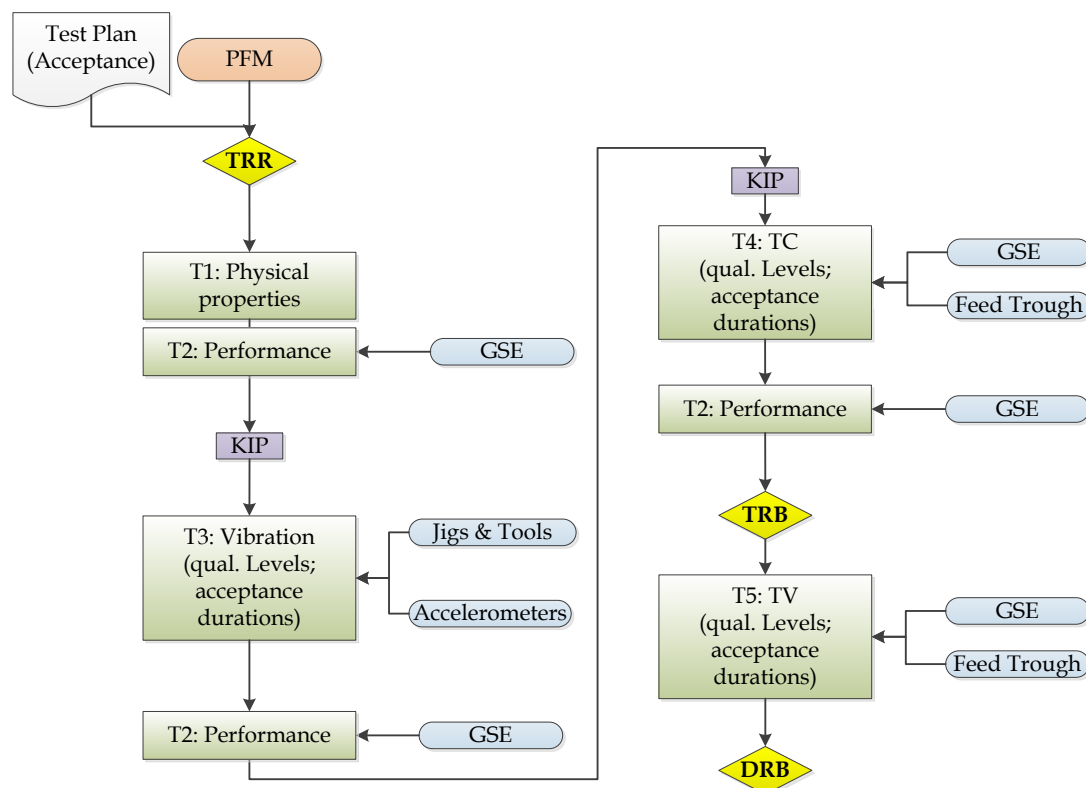 Test Plan
(Acceptance)
PFM
TRR
T1: Physical
properties
T2: Performance
GSE
KIP
T3: Vibration
(qual. Levels;
acceptance
durations)
Jigs & Tools
Accelerometers
T2: Performance
GSE
KIP
T4: TC
(qual. Levels;
acceptance
durations)
GSE
Feed Trough
T2: Performance
GSE
TRB
T5: TV
(qual. Levels;
acceptance
durations)
GSE
Feed Trough
DRB